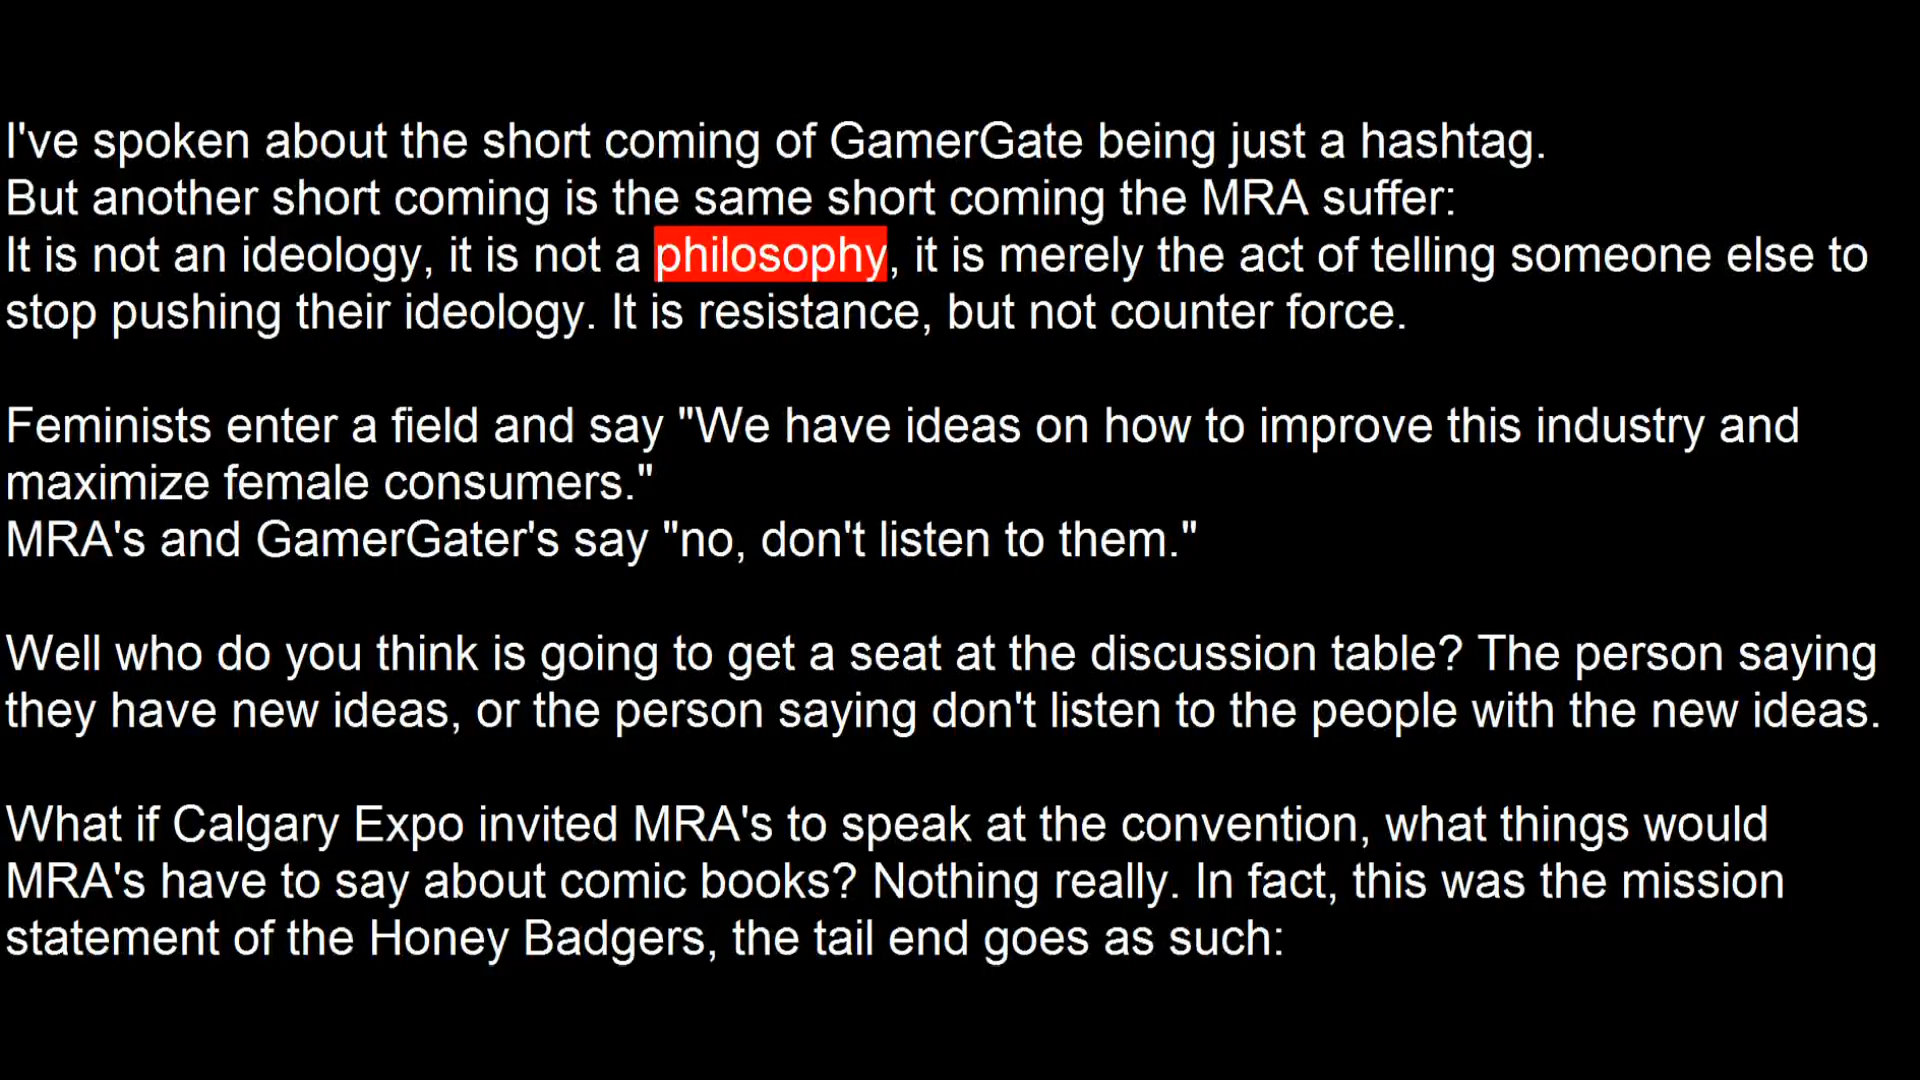 I've spoken about the short coming of GamerGate being just a hashtag.
But another short coming is the same short coming the MRA suffer:
It is not an ideology, it is not a philosophy, it is merely the act of telling someone else to
stop pushing their ideology. It is resistance, but not counter force.
Feminists enter a field and say "We have ideas on how to improve this industry and
maximize female consumers."
MRA's and GamerGater's say "no, don't listen to them."
Well who do you think is going to get a seat at the discussion table? The person saying
they have new ideas, or the person saying don't listen to the people with the new ideas.
What if Calgary Expo invited MRA's to speak at the convention, what things would
MRA's have to say about comic books? Nothing really. In fact, this was the mission
statement of the Honey Badgers, the tail end goes as such: